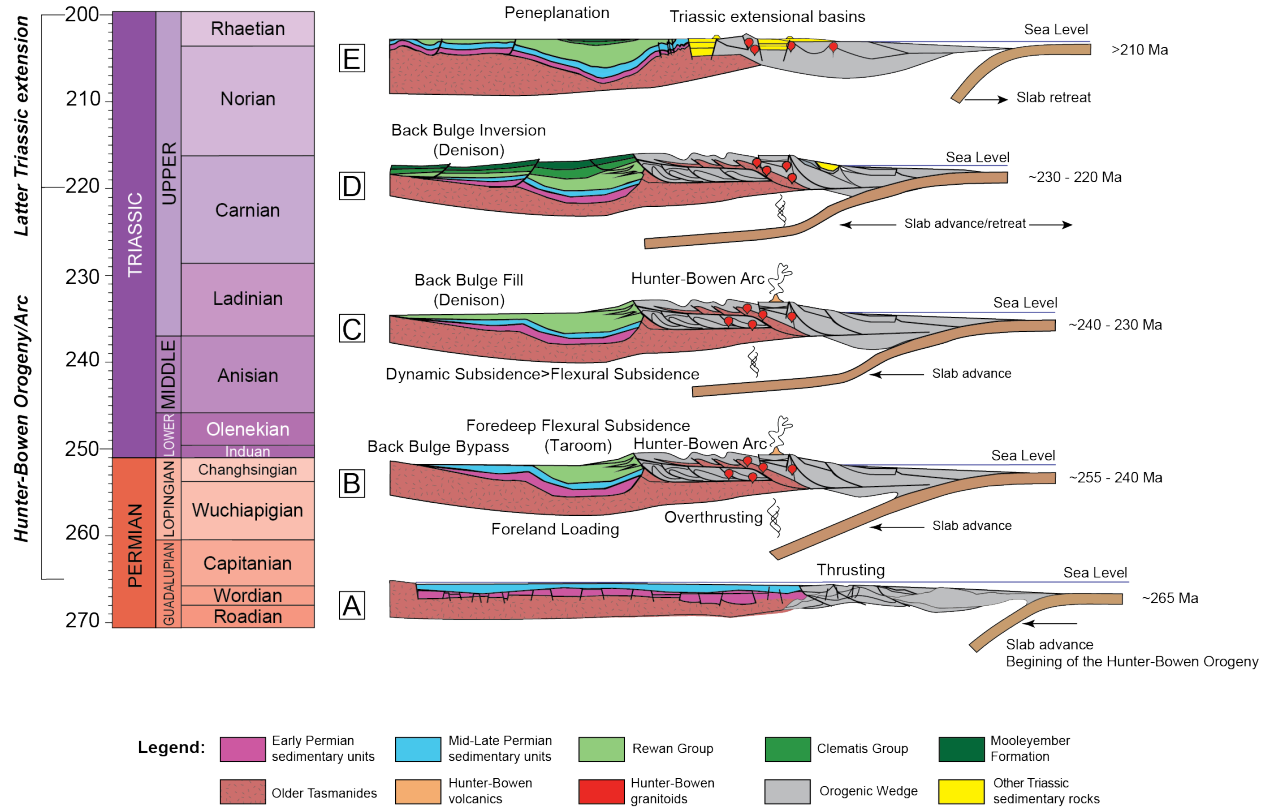 Latter Triassic extension
Hunter-Bowen Orogeny/Arc
200
210
220
230
240
250
260
270
TRIASSIC
PERMIAN
UPPER
MIDDLE
LOWER
LOPINGIAN
GUADALUPIAN
Rhaetian
Norian
Carnian
Ladinian
Anisian
Olenekian
Induan
Changhsingian
Wuchiapigian
Capitanian
Wordian
Roadian
Peneplanation
Triassic extensional basins
Sea Level
E
>210 Ma
Slab retreat
Back Bulge Inversion
(Denison)
Sea Level
D
~230 - 220 Ma
Slab advance/retreat
Back Bulge Fill
(Denison)
Hunter-Bowen Arc
Sea Level
C
~240 - 230 Ma
Dynamic Subsidence>Flexural Subsidence
Slab advance
Foredeep Flexural Subsidence
(Taroom)
Back Bulge Bypass
Hunter-Bowen Arc
Sea Level
B
~255 - 240 Ma
Foreland Loading
Overthrusting
Slab advance
Thrusting
Sea Level
A
~265 Ma
Slab advance
Begining of the Hunter-Bowen Orogeny
Legend:
Early Permian
sedimentary units
Mid-Late Permian
sedimentary units
Rewan Group
Clematis Group
Mooleyember
Formation
Older Tasmanides
Hunter-Bowen
volcanics
Hunter-Bowen
granitoids
Orogenic Wedge
Other Triassic
sedimentary rocks